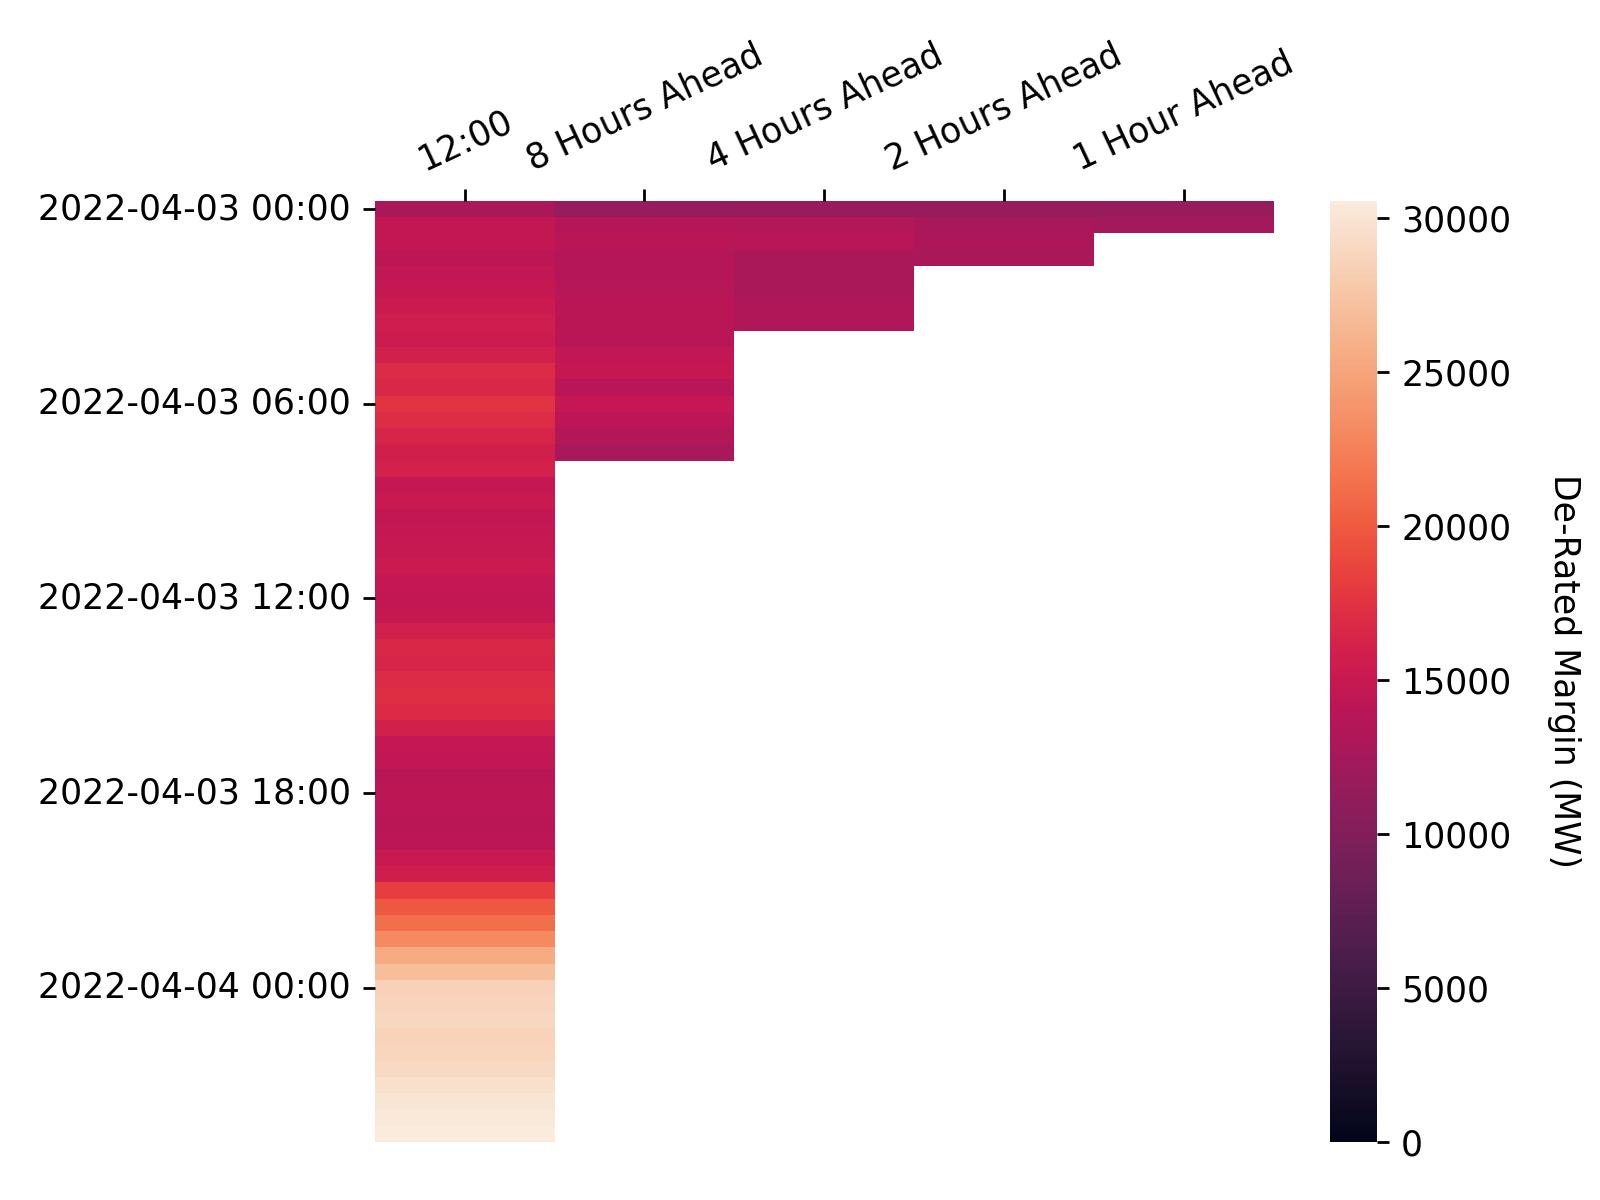 12:00
8 Hours Ahead
4 Hours Ahead
2 Hours Ahead
1 Hour Ahead
2022-04-03 00:00
2022-04-03 06:00
2022-04-03 12:00
2022-04-03 18:00
2022-04-04 00:00
30000
25000
20000
15000
10000
5000
0
De-Rated Margin (MW)